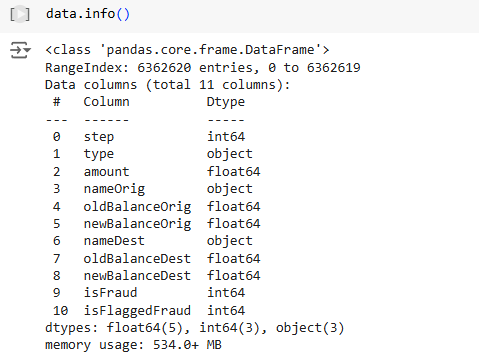 data.info()
<class 'pandas.core.frame.DataFrame'>
RangeIndex: 6362620 entries, 0 to 6362619
Data columns (total 11 columns):
 #   Column          Dtype
---  ------          -----
 0   step            int64
 1   type            object
 2   amount          float64
 3   nameOrig        object
 4   oldBalanceOrig  float64
 5   newBalanceOrig  float64
 6   nameDest        object
 7   oldBalanceDest  float64
 8   newBalanceDest  float64
 9   isFraud         int64
 10  isFlaggedFraud  int64
dtypes: float64(5), int64(3), object(3)
memory usage: 534.0+ MB